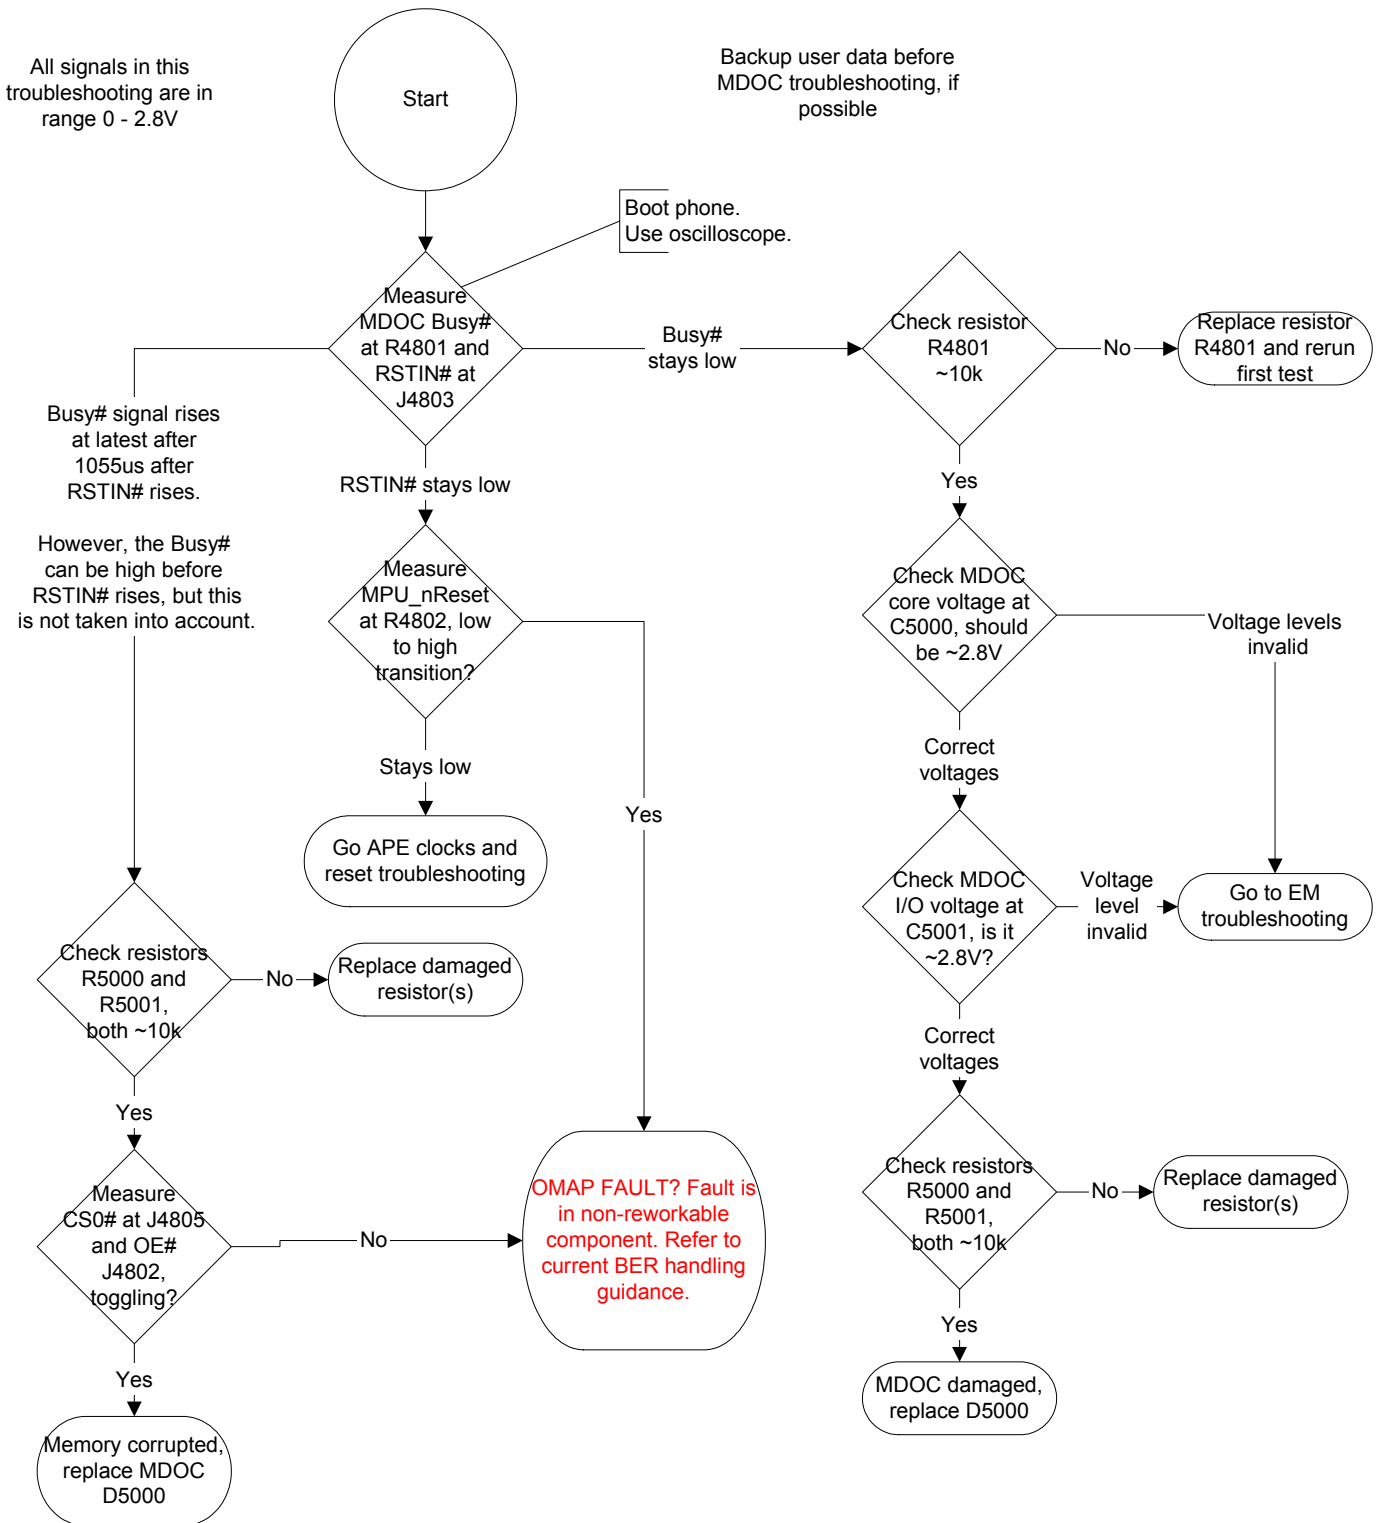 All signals in this
troubleshooting are in
range 0 - 2.8V
Start
Backup user data before
MDOC troubleshooting, if
possible
Boot phone.
Use oscilloscope.
Measure
MDOC Busy#
at R4801 and
RSTIN# at
J4803
Busy#
stays low
Check resistor
R4801
~10k
No
Replace resistor
R4801 and rerun
first test
Busy# signal rises
at latest after
1055us after
RSTIN# rises.
However, the Busy#
can be high before
RSTIN# rises, but this
is not taken into account.
RSTIN# stays low
Yes
Measure
MPU_nReset
at R4802, low
to high
transition?
Check MDOC
core voltage at
C5000, should
be ~2.8V
Voltage levels
invalid
Stays low
Yes
Correct
voltages
Go APE clocks and
reset troubleshooting
Check MDOC
I/O voltage at
C5001, is it
~2.8V?
Voltage
level
invalid
Go to EM
troubleshooting
Check resistors
R5000 and
R5001,
both ~10k
No
Replace damaged
resistor(s)
Correct
voltages
Yes
Measure
CS0# at J4805
and OE#
J4802,
toggling?
No
OMAP FAULT? Fault is
in non-reworkable
component. Refer to
current BER handling
guidance.
Check resistors
R5000 and
R5001,
both ~10k
No
Replace damaged
resistor(s)
Yes
Yes
Memory corrupted,
replace MDOC
D5000
MDOC damaged,
replace D5000